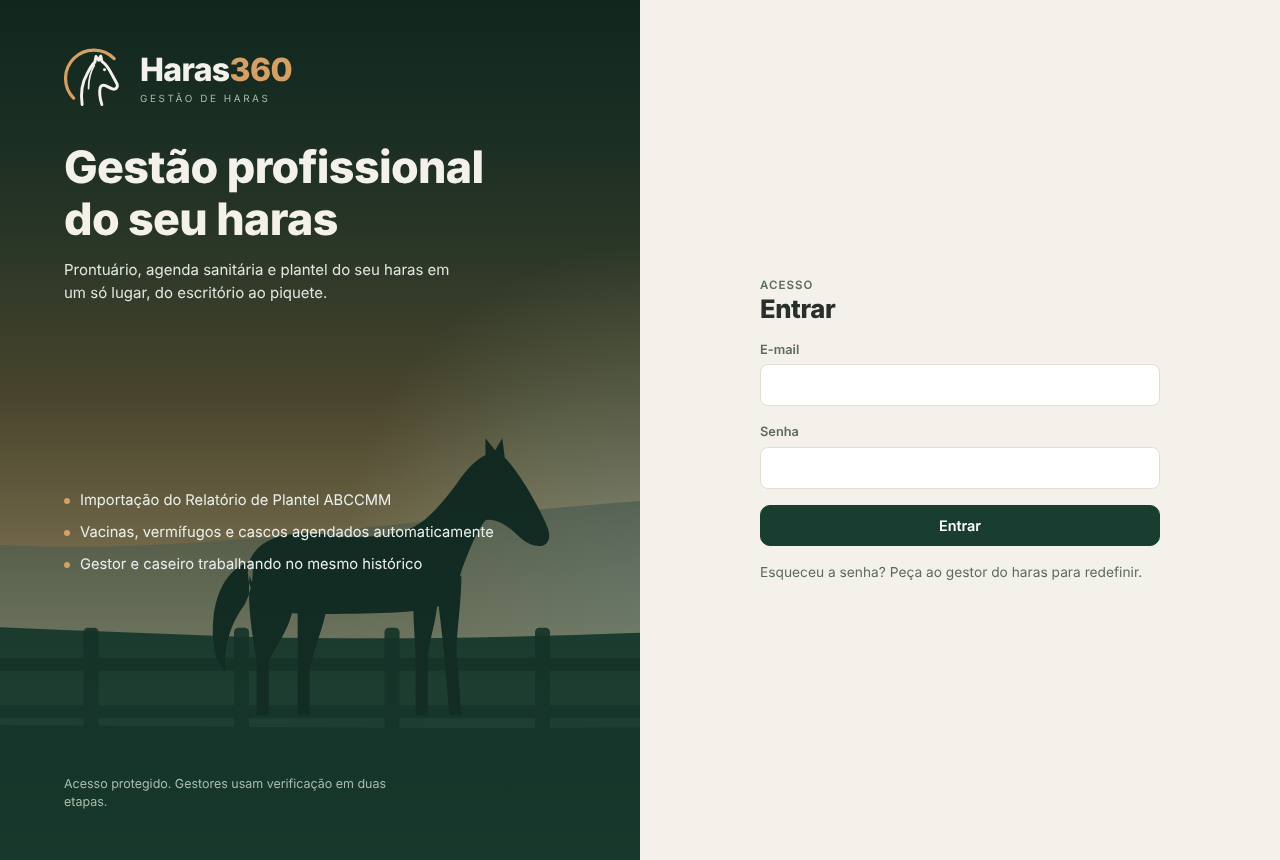 Haras360
GESTÃO DE HARAS
Gestão profissional
do seu haras
Prontuário, agenda sanitária e plantel do seu haras em
um só lugar, do escritório ao piquete.
Importação do Relatório de Plantel ABCCMM
Vacinas, vermífugos e cascos agendados automaticamente
Gestor e caseiro trabalhando no mesmo histórico
Acesso protegido. Gestores usam verificação em duas
etapas.
ACESSO
Entrar
E-mail
Senha
Entrar
Esqueceu a senha? Peça ao gestor do haras para redefinir.